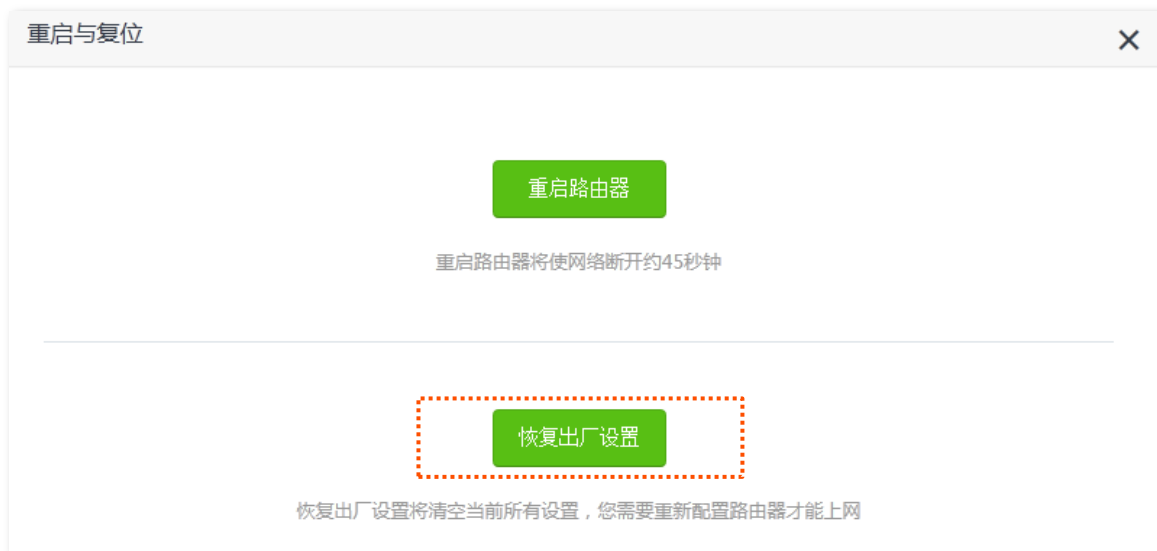 重启与复位
重启路由器
重启路由器将使网络断开约45秒钟
恢复出厂设置
恢复出厂设置将清空当前所有设置，您需要重新配置路由器才能上网